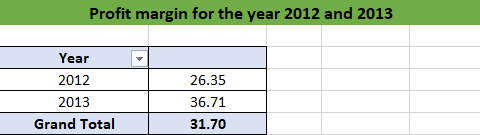 Profit margin for the year 2012 and 2013
Year
2012 26.35
2013 36.71
Grand Total 31.70